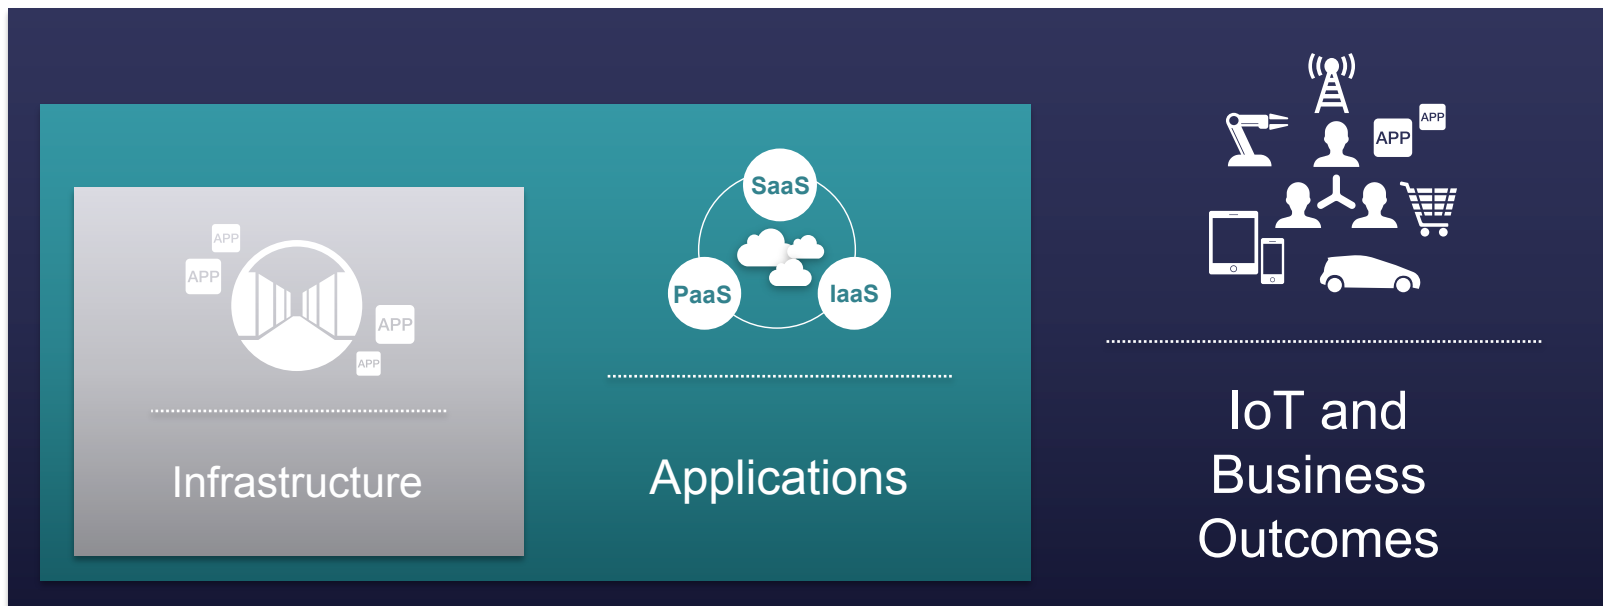 APP
APP
APP
APP
Infrastructure
SaaS
PaaS
IaaS
Applications
APP
APP
IoT and
Business
Outcomes